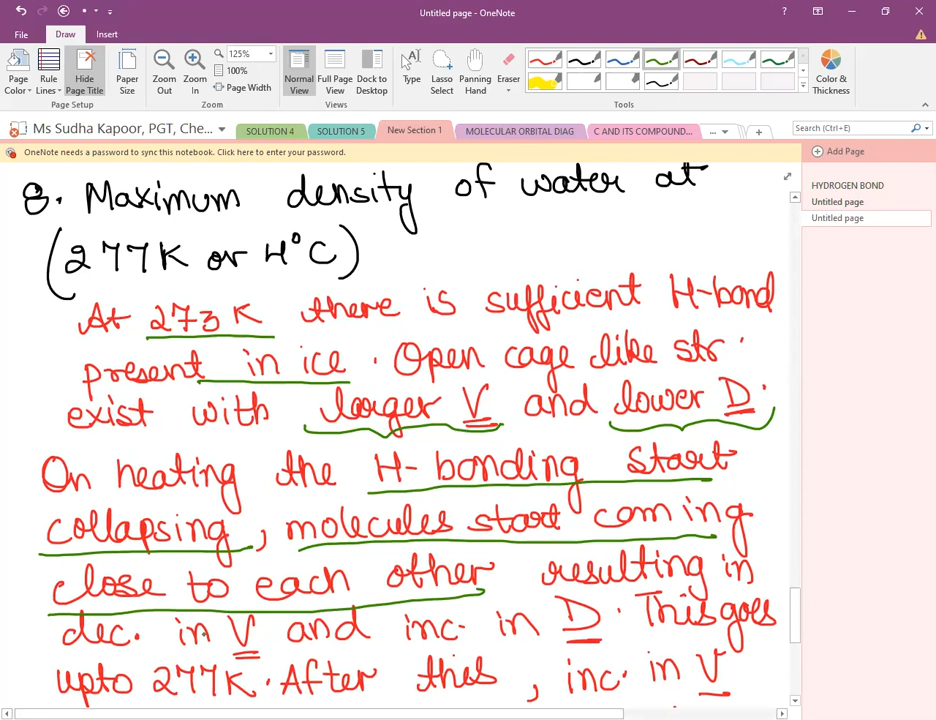 Untitled page - OneNote
File Draw Insert
Page Color
Rule Lines
Hide Page Title
Paper Size
Page Setup
Zoom Out
Zoom In
125%
100%
Page Width
Zoom
Normal View
Full Page View
Dock to Desktop
Views
Type
Lasso Select
Panning Hand
Eraser
Tools
Color & Thickness
Ms Sudha Kapoor, PGT, Che...
SOLUTION 4
SOLUTION 5
New Section 1
MOLECULAR ORBITAL DIAG
C AND ITS COMPOUND...
...
Search (Ctrl+E)
OneNote needs a password to sync this notebook. Click here to enter your password.
Add Page
HYDROGEN BOND
Untitled page
Untitled page
8. Maximum density of water at
(277K or 4°C)
At 273 K there is sufficient H-bond
present in ice. Open cage like str.
exist with larger V and lower D.
On heating the H-bonding start
collapsing, molecules start coming
close to each other resulting in
dec. in V and inc. in D. This goes
upto 277K. After this, inc. in V